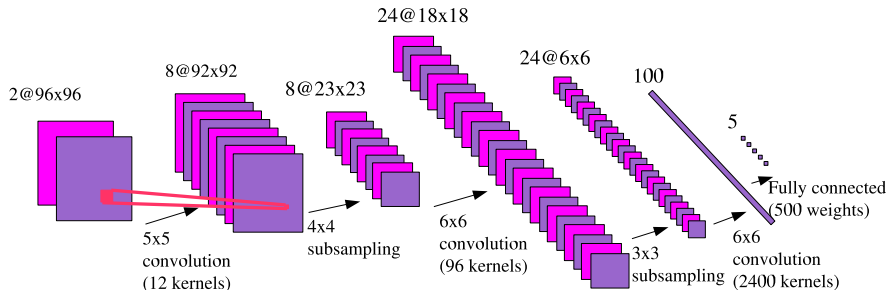 2@96x96
8@92x92
8@23x23
24@18x18
24@6x6
100
5
5x5
convolution
(12 kernels)
4x4
subsampling
6x6
convolution
(96 kernels)
3x3
subsampling
6x6
convolution
(2400 kernels)
Fully connected
(500 weights)